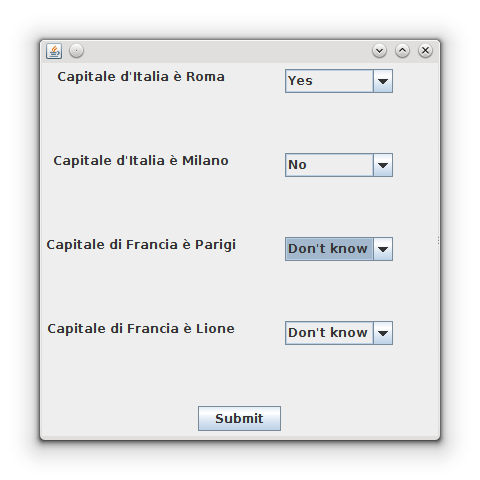 Capitale d'Italia è Roma Yes
Capitale d'Italia è Milano No
Capitale di Francia è Parigi Don't know
Capitale di Francia è Lione Don't know
Submit